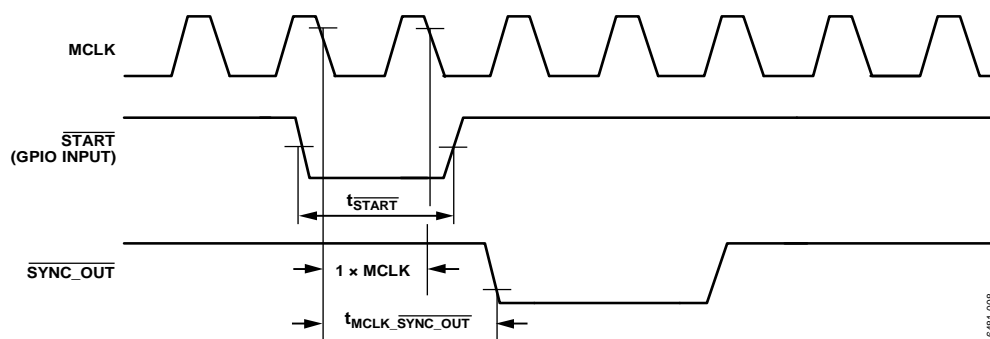 MCLK
START
(GPIO INPUT)
tSTART
SYNC_OUT
1 × MCLK
tMCLK_SYNC_OUT